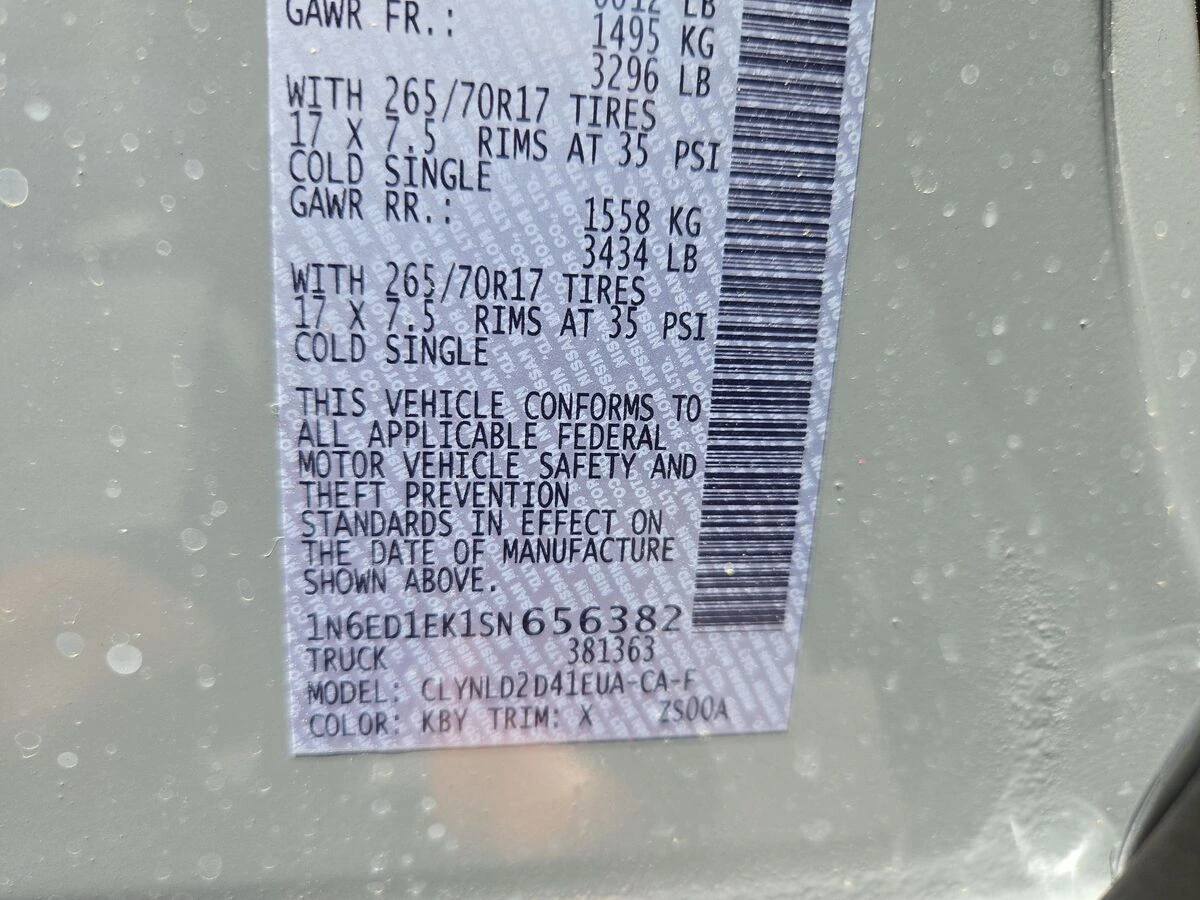 GAWR FR.: LB
1495 KG
3296 LB
WITH 265/70R17 TIRES
17 X 7.5 RIMS AT 35 PSI
COLD SINGLE
GAWR RR.: 1558 KG
3434 LB
WITH 265/70R17 TIRES
17 X 7.5 RIMS AT 35 PSI
COLD SINGLE
THIS VEHICLE CONFORMS TO
ALL APPLICABLE FEDERAL
MOTOR VEHICLE SAFETY AND
THEFT PREVENTION
STANDARDS IN EFFECT ON
THE DATE OF MANUFACTURE
SHOWN ABOVE.
1N6ED1EK1SN656382
TRUCK 381363
MODEL: CLYNLD2D41EUA-CA-F
COLOR: KBY TRIM: X ZS00A